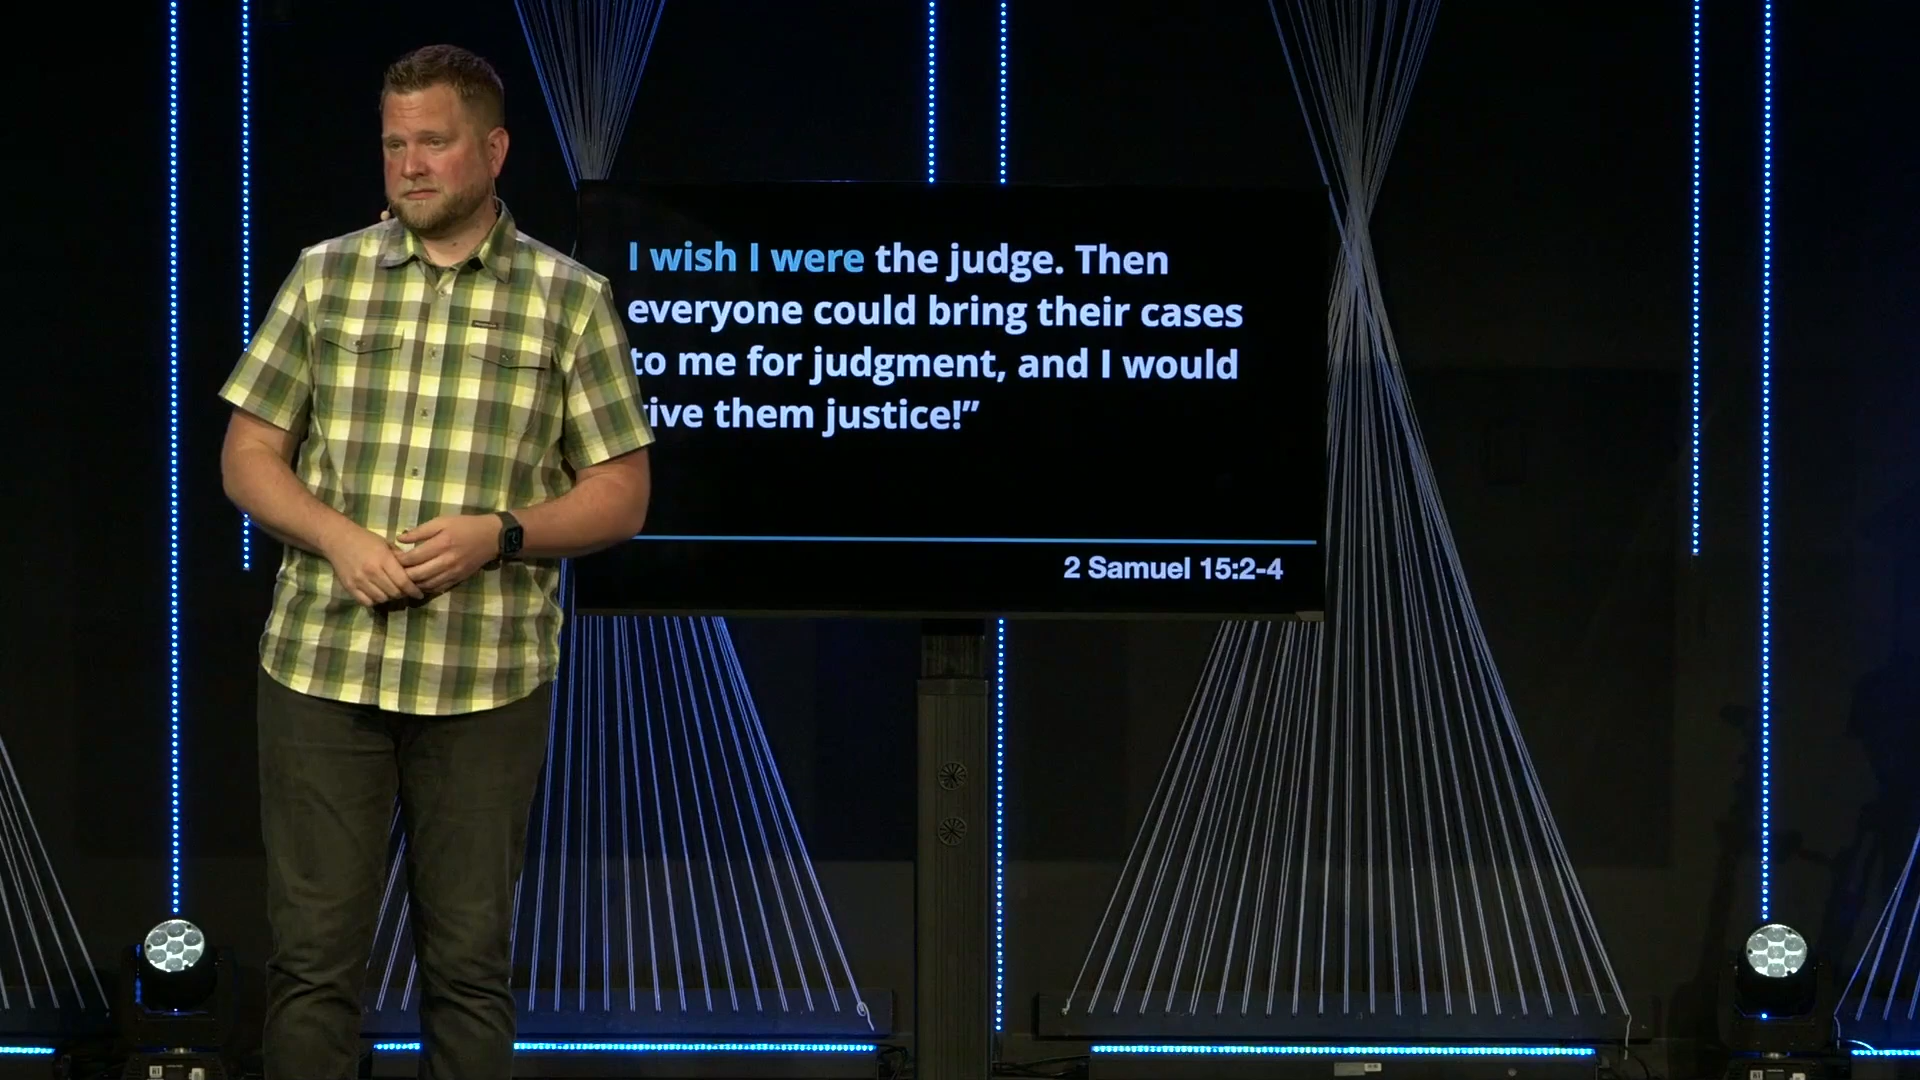 I wish I were the judge. Then
everyone could bring their cases
to me for judgment, and I would
them justice!”
2 Samuel 15:2-4